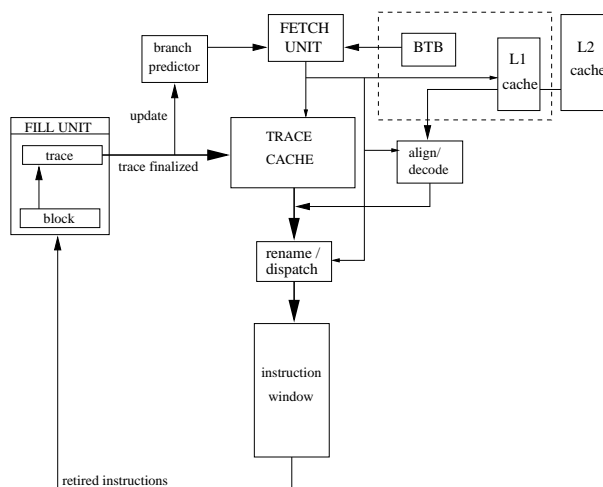 FETCH
UNIT
branch
predictor
BTB
L1
cache
L2
cache
update
FILL UNIT
trace
trace finalized
TRACE
CACHE
align/
decode
block
rename /
dispatch
instruction
window
retired instructions